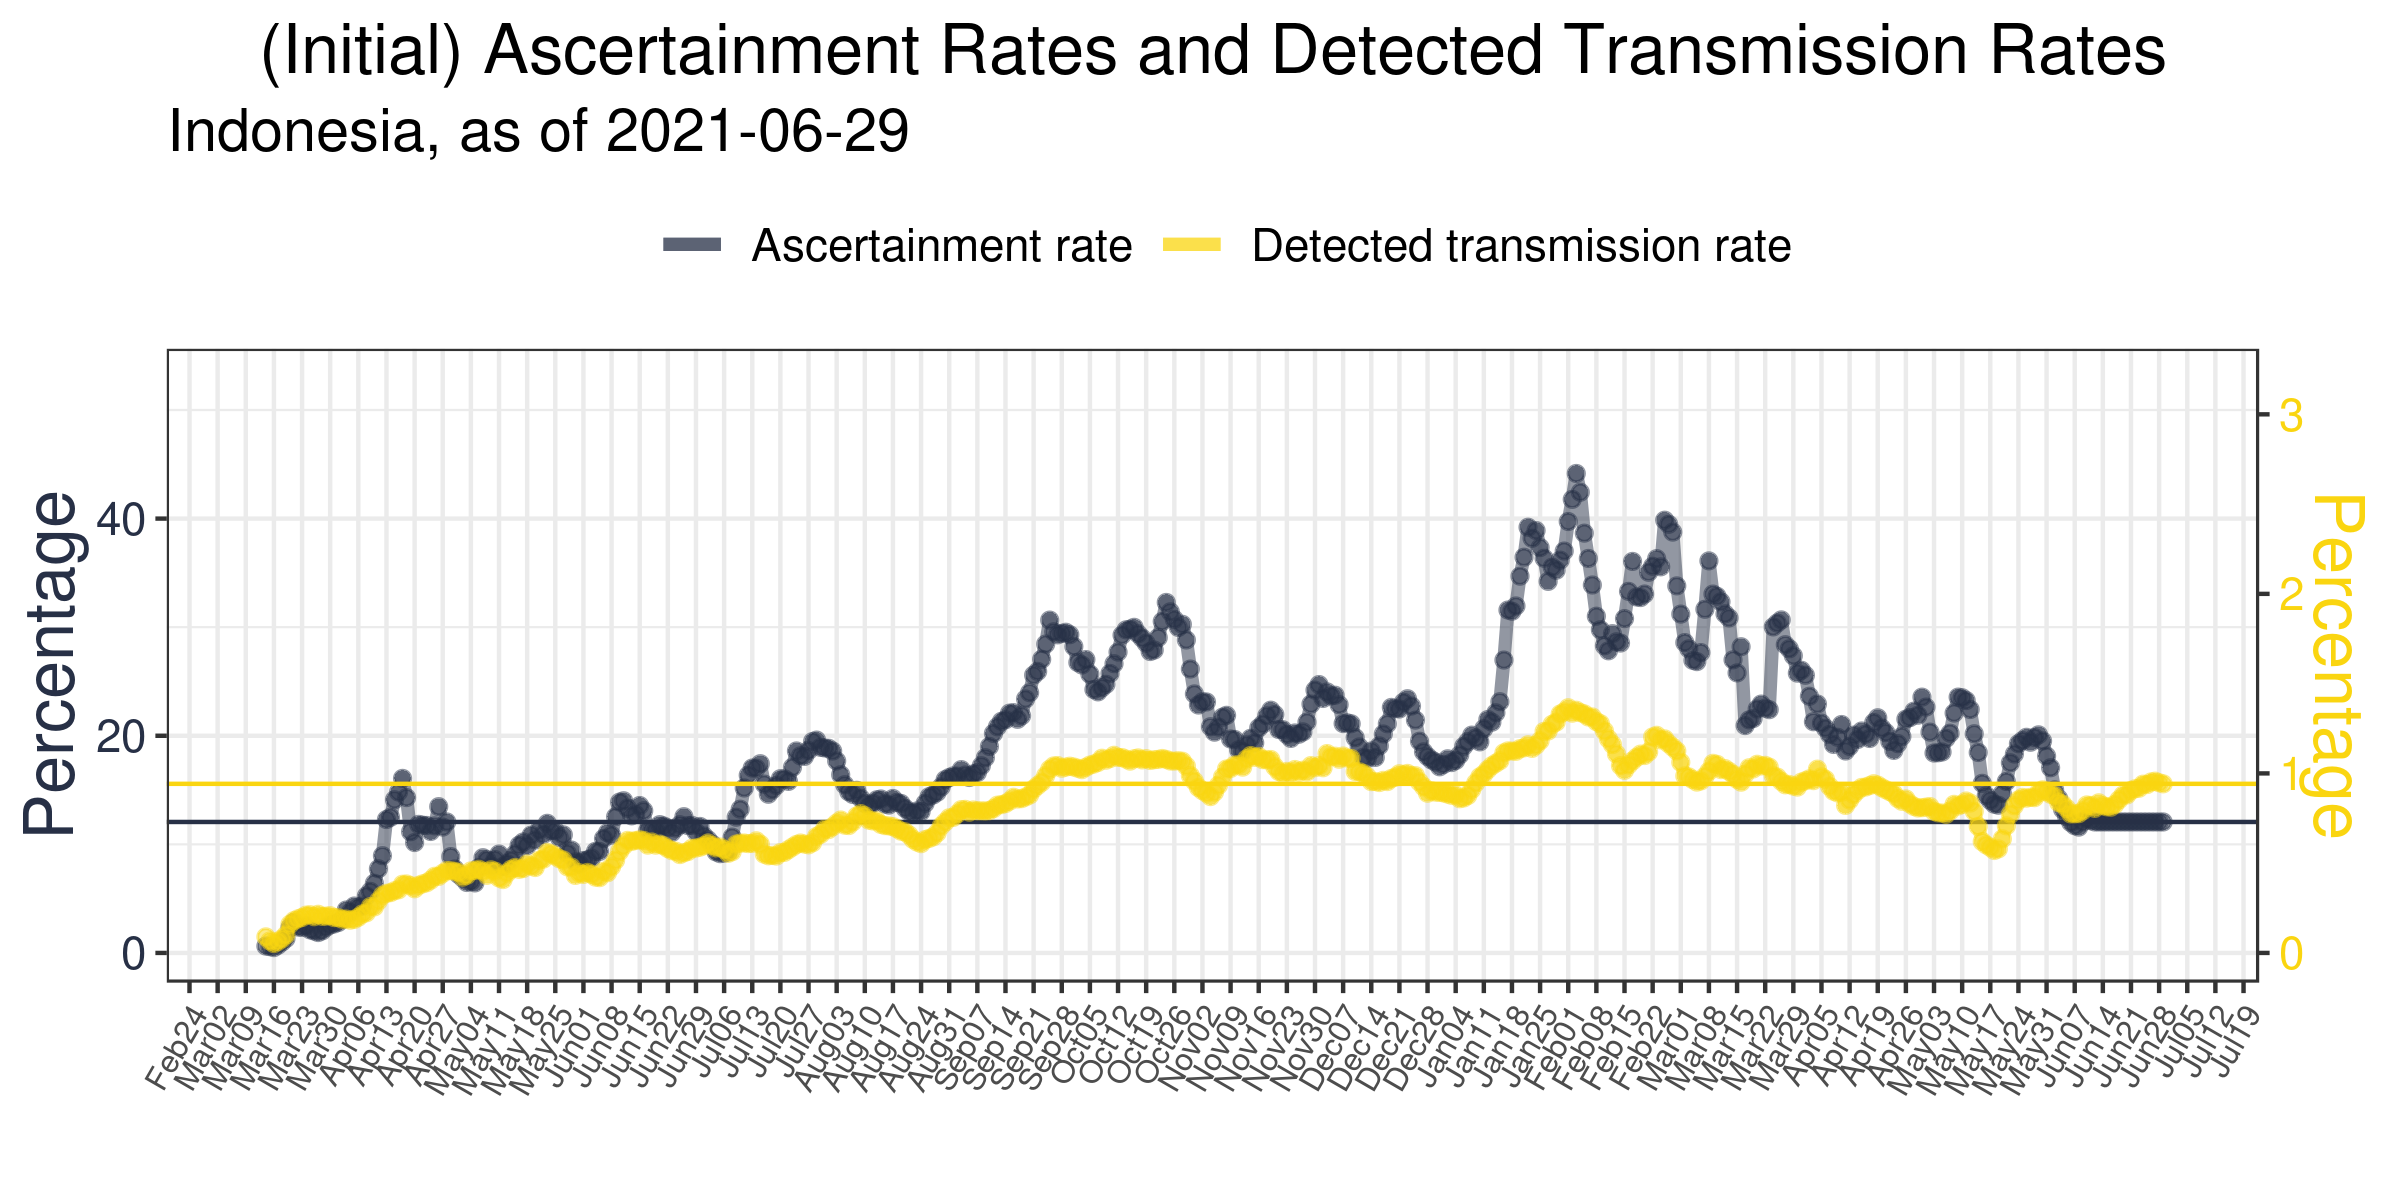 (Initial) Ascertainment Rates and Detected Transmission Rates
Indonesia, as of 2021-06-29
Ascertainment rate
Detected transmission rate
Percentage
40
20
0
3
2
1
0
Percentage
Feb24
Mar02
Mar09
Mar16
Mar23
Mar30
Apr06
Apr13
Apr20
Apr27
May04
May11
May18
May25
Jun01
Jun08
Jun15
Jun22
Jun29
Jul06
Jul13
Jul20
Jul27
Aug03
Aug10
Aug17
Aug24
Aug31
Sep07
Sep14
Sep21
Sep28
Oct05
Oct12
Oct19
Oct26
Nov02
Nov09
Nov16
Nov23
Nov30
Dec07
Dec14
Dec21
Dec28
Jan04
Jan11
Jan18
Jan25
Feb01
Feb08
Feb15
Feb22
Mar01
Mar08
Mar15
Mar22
Mar29
Apr05
Apr12
Apr19
Apr26
May03
May10
May17
May24
May31
Jun07
Jun14
Jun21
Jun28
Jul05
Jul12
Jul19